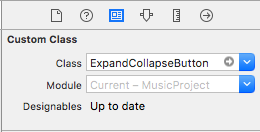 Custom Class
Class ExpandCollapseButton
Module Current – MusicProject
Designables Up to date